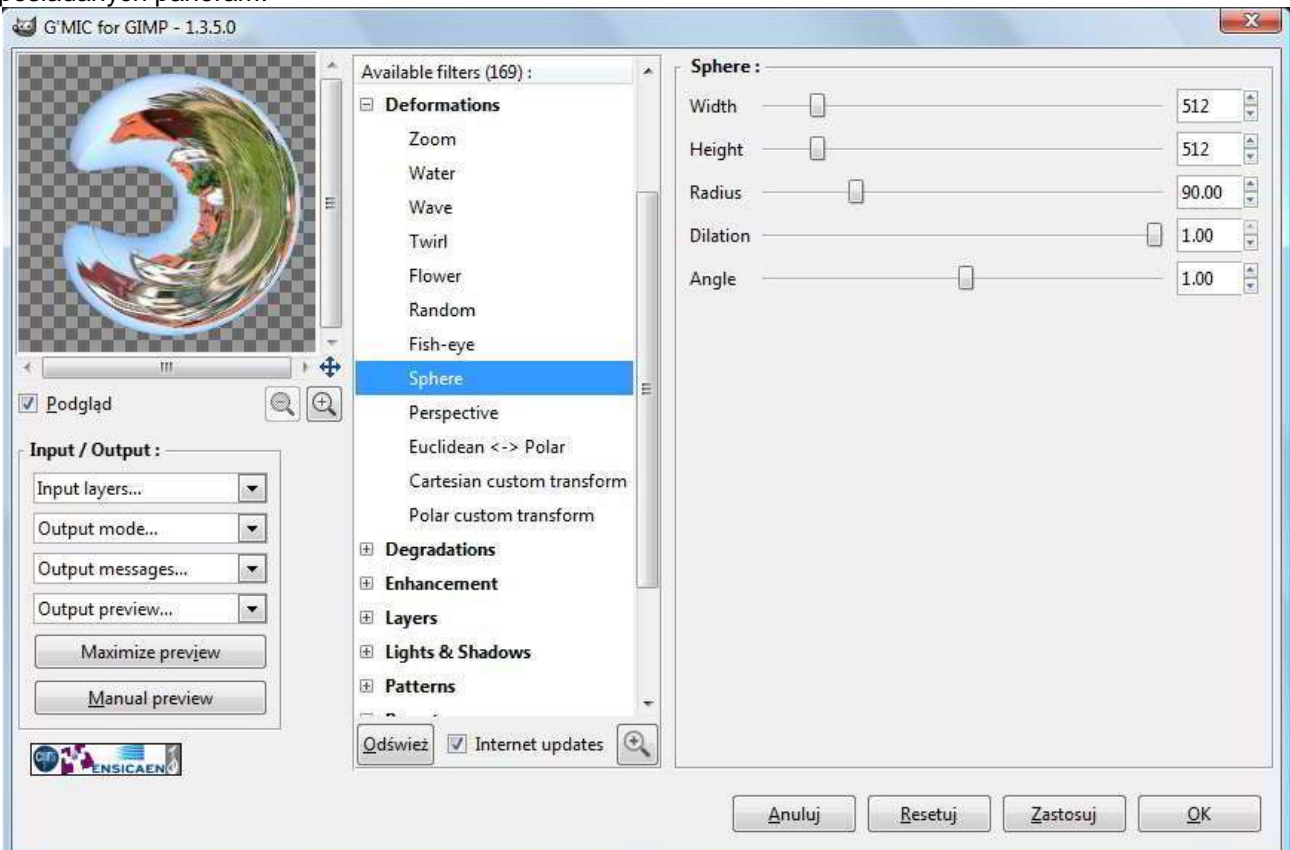 posiadanych panoram.
G'MIC for GIMP - 1.3.5.0
Podgląd
Input / Output :
Input layers...
Output mode...
Output messages...
Output preview...
Maximize preview
Manual preview
ENSICAEN
Available filters (169) :
Deformations
Zoom
Water
Wave
Twirl
Flower
Random
Fish-eye
Sphere
Perspective
Euclidean <-> Polar
Cartesian custom transform
Polar custom transform
Degradations
Enhancement
Layers
Lights & Shadows
Patterns
Odśwież
Internet updates
Sphere :
Width 512
Height 512
Radius 90.00
Dilation 1.00
Angle 1.00
Anuluj
Resetuj
Zastosuj
OK